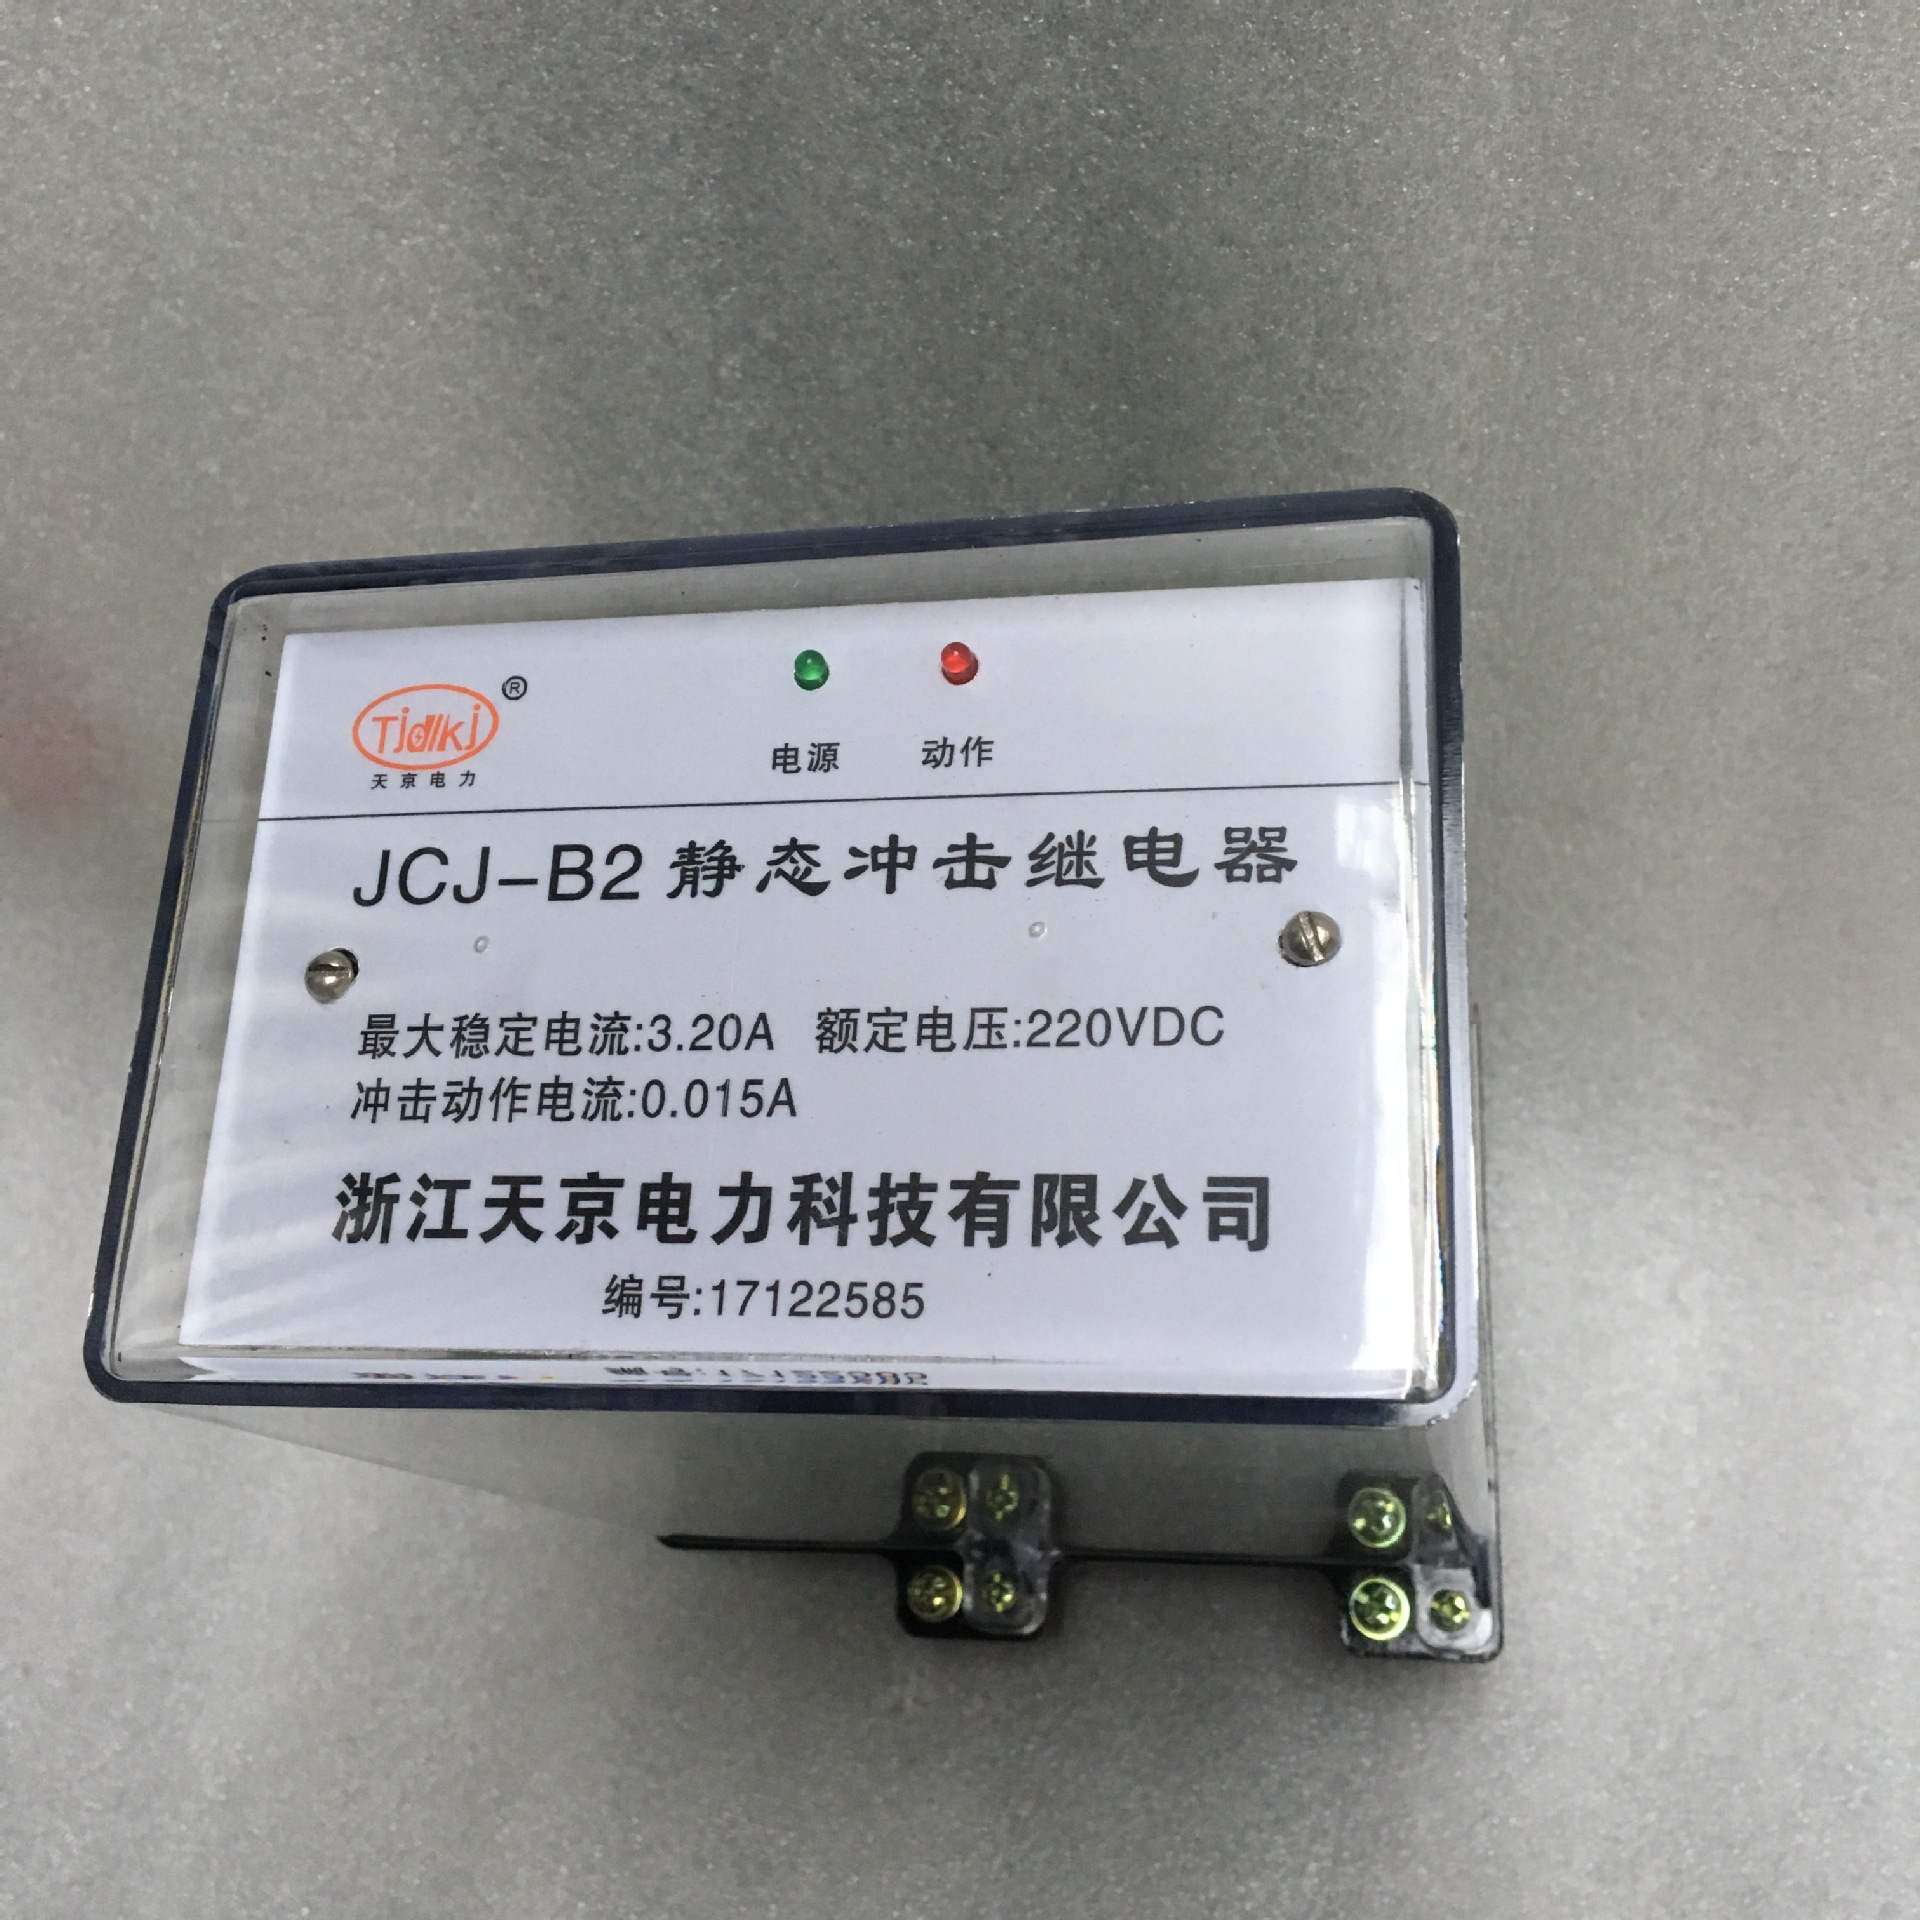 Tjdlkj ®
天京电力
电源 动作
JCJ-B2 静态冲击继电器
最大稳定电流:3.20A 额定电压:220VDC
冲击动作电流:0.015A
浙江天京电力科技有限公司
编号:17122585